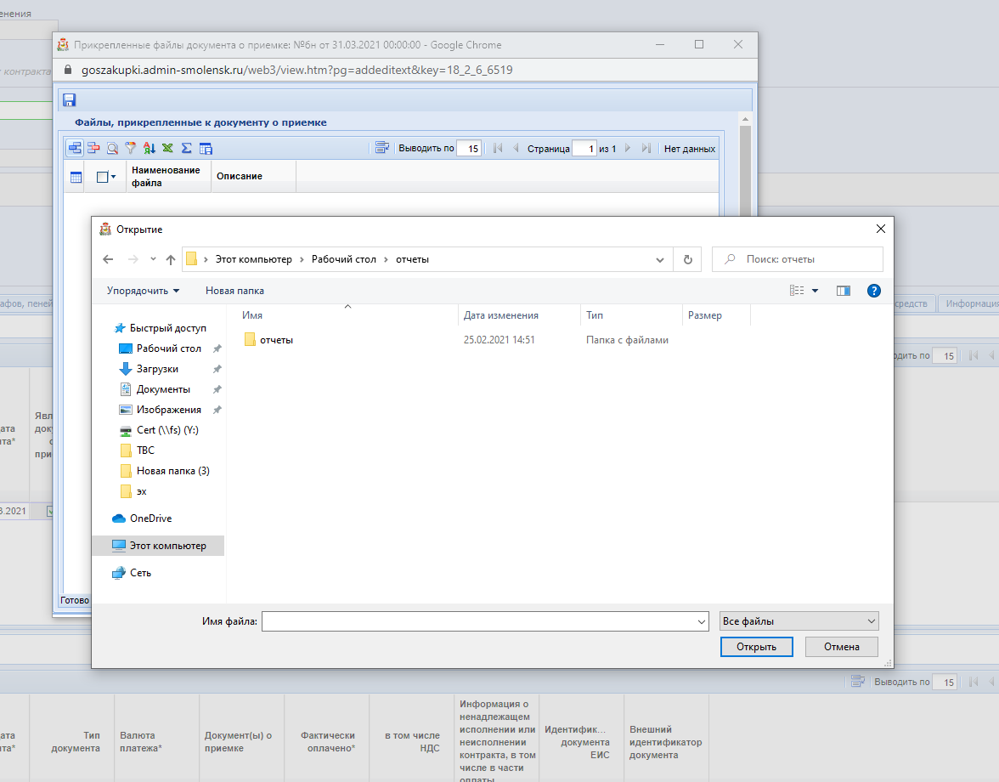 енения
Прикрепленные файлы документа о приемке: №6н от 31.03.2021 00:00:00 - Google Chrome
контракта
goszakupki.admin-smolensk.ru/web3/view.htm?pg=addeditext&key=18_2_6_6519
Файлы, прикрепленные к документу о приемке
Выводить по 15 Страница 1 из 1 Нет данных
Наименование
файла
Описание
Открытие
Этот компьютер › Рабочий стол › отчеты
Поиск: отчеты
Упорядочить Новая папка
Имя Дата изменения Тип Размер
отчеты 25.02.2021 14:51 Папка с файлами
Быстрый доступ
Рабочий стол
Загрузки
Документы
Изображения
Cert (\\fs) (Y:)
ТВС
Новая папка (3)
эх
OneDrive
Этот компьютер
Сеть
афов, пеней
средств Информация
одить по 15
ата
нта*
Явл
док
о
при
3.2021
Готово
Имя файла: Все файлы
Открыть Отмена
Выводить по 15
ата
нта*
Тип
документа
Валюта
платежа*
Документ(ы) о
приемке
Фактически
оплачено*
в том числе
НДС
Информация о
ненадлежащем
исполнении или
неисполнении
контракта, в том
числе в части
оплаты
Идентифик...
документа
ЕИС
Внешний
идентификатор
документа